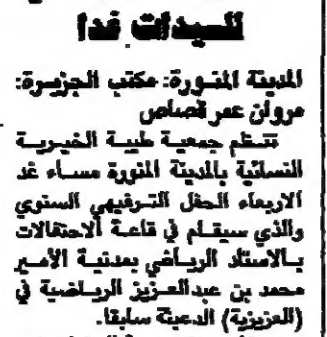 للسيدات غدا
المدينة المنورة: مكتب الجزيرة:
مروان عمر قصاص
تنظم جمعية طيبة الخيرية
النسائية بالمدينة المنورة مساء غد
الاربعاء الحفل الترفيهي السنوي
والذي سيقام في قاعة الاحتفالات
بالاستاد الرياضي بمدينة الأمير
محمد بن عبدالعزيز الرياضية في
(العزيزية) الدعيثة سابقا.